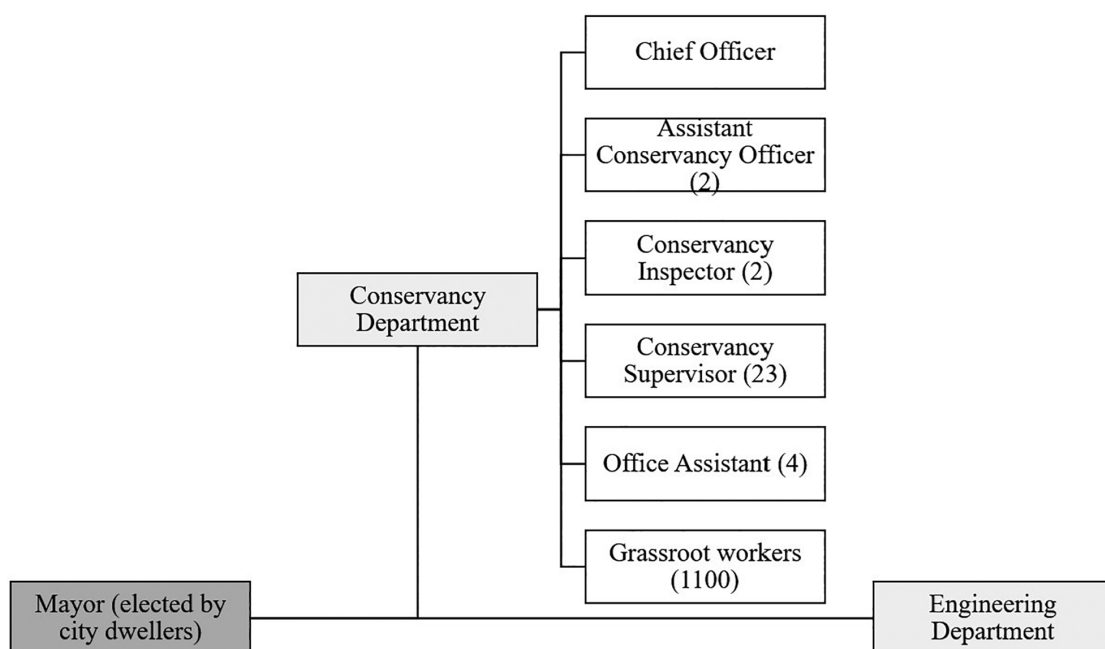 Chief Officer
Assistant
Conservancy Officer
(2)
Conservancy
Inspector (2)
Conservancy
Department
Conservancy
Supervisor (23)
Office Assistant (4)
Grassroot workers
(1100)
Mayor (elected by
city dwellers)
Engineering
Department